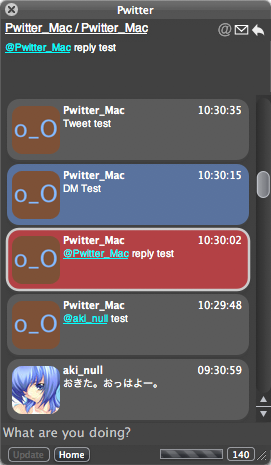 Pwitter
Pwitter_Mac / Pwitter_Mac
@Pwitter_Mac reply test
@
o_O
Pwitter_Mac 10:30:35
Tweet test
o_O
Pwitter_Mac 10:30:15
DM Test
o_O
Pwitter_Mac 10:30:02
@Pwitter_Mac reply test
o_O
Pwitter_Mac 10:29:48
@aki_null test
aki_null 09:30:59
おきた。おっはよー。
What are you doing?
Update Home 140